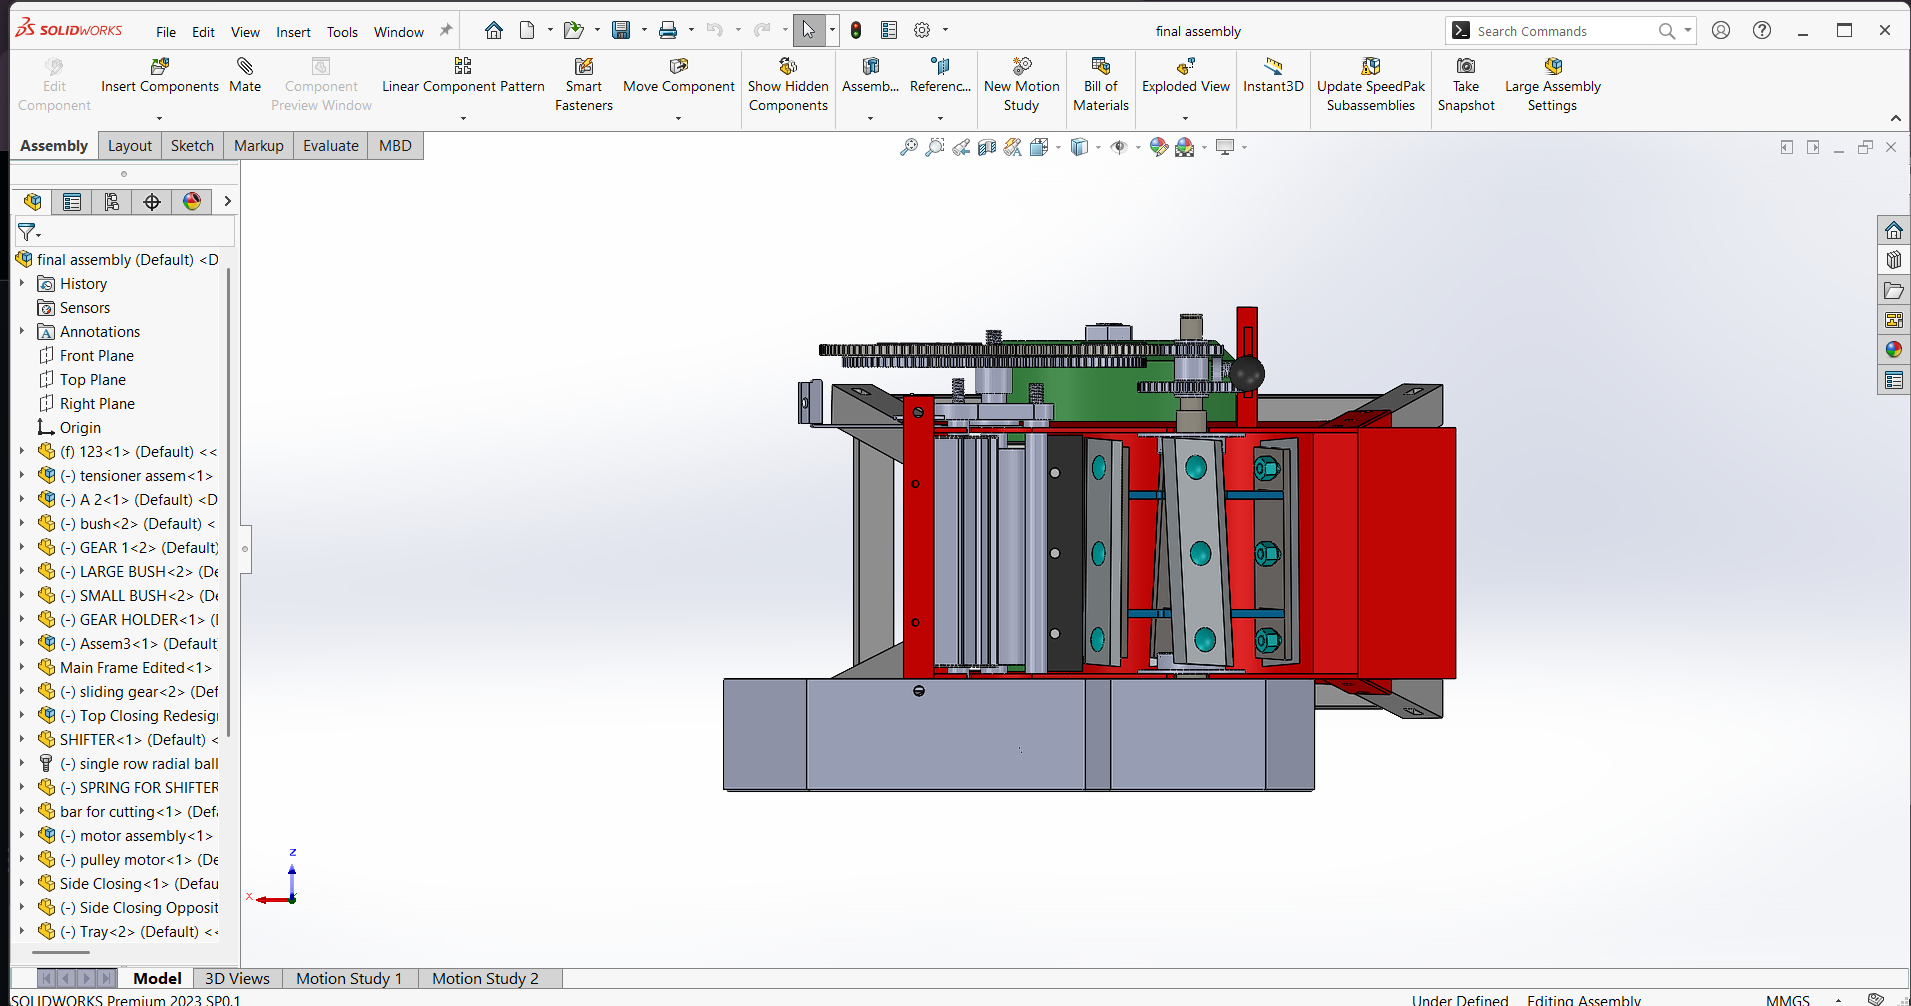 SOLIDWORKS
File Edit View Insert Tools Window
final assembly
Search Commands
Edit Component
Insert Components
Mate
Component Preview Window
Linear Component Pattern
Smart Fasteners
Move Component
Show Hidden Components
Assemb...
Referenc...
New Motion Study
Bill of Materials
Exploded View
Instant3D
Update SpeedPak Subassemblies
Take Snapshot
Large Assembly Settings
Assembly Layout Sketch Markup Evaluate MBD
final assembly (Default) <D
History
Sensors
Annotations
Front Plane
Top Plane
Right Plane
Origin
(f) 123<1> (Default) <<
(-) tensioner assem<1>
(-) A 2<1> (Default) <D
(-) bush<2> (Default) <
(-) GEAR 1<2> (Default)
(-) LARGE BUSH<2> (De
(-) SMALL BUSH<2> (De
(-) GEAR HOLDER<1> (
(-) Assem3<1> (Default
Main Frame Edited<1>
(-) sliding gear<2> (Def
(-) Top Closing Redesig
SHIFTER<1> (Default) <
(-) single row radial ball
(-) SPRING FOR SHIFTER
bar for cutting<1> (Defa
(-) motor assembly<1>
(-) pulley motor<1> (De
Side Closing<1> (Defau
(-) Side Closing Opposit
(-) Tray<2> (Default) <<
z
x
Model 3D Views Motion Study 1 Motion Study 2
SOLIDWORKS Premium 2023 SP0.1
Under Defined Editing Assembly MMGS